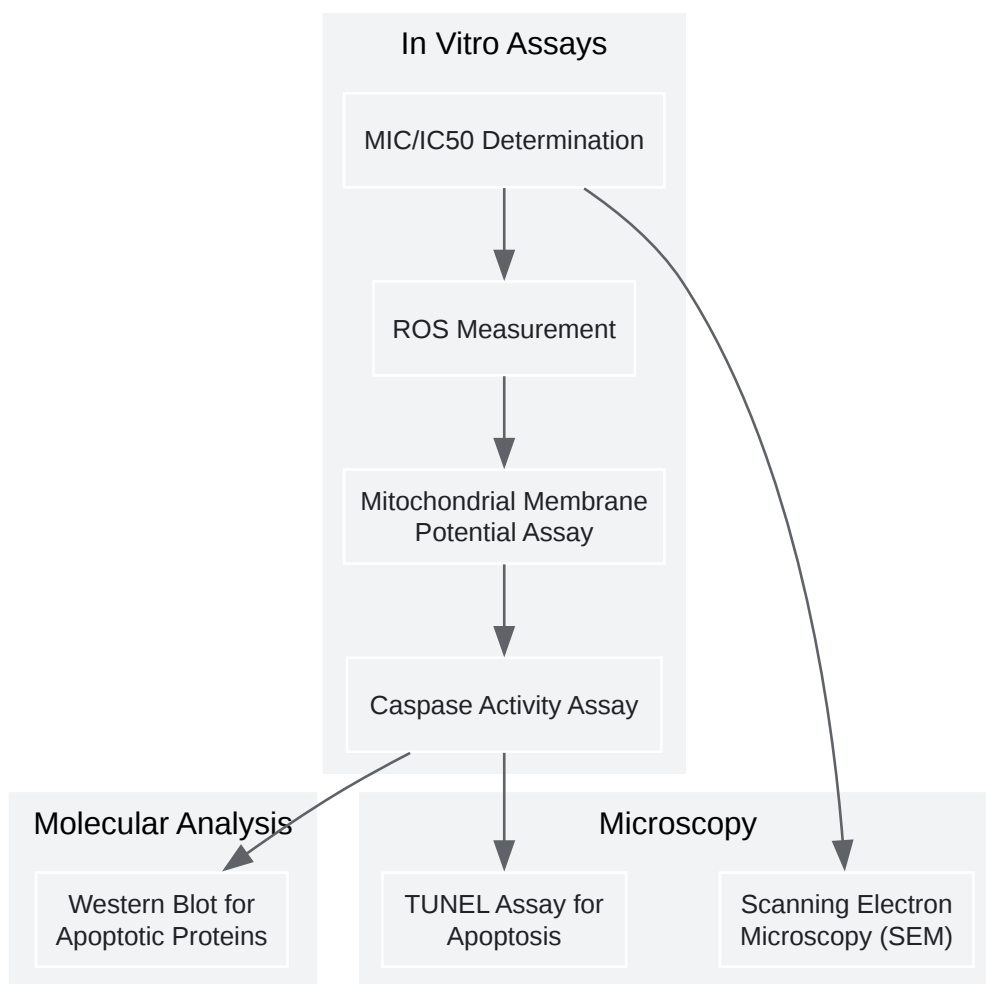 In Vitro Assays
MIC/IC50 Determination
ROS Measurement
Mitochondrial Membrane
Potential Assay
Caspase Activity Assay
Molecular Analysis
Western Blot for
Apoptotic Proteins
Microscopy
TUNEL Assay for
Apoptosis
Scanning Electron
Microscopy (SEM)